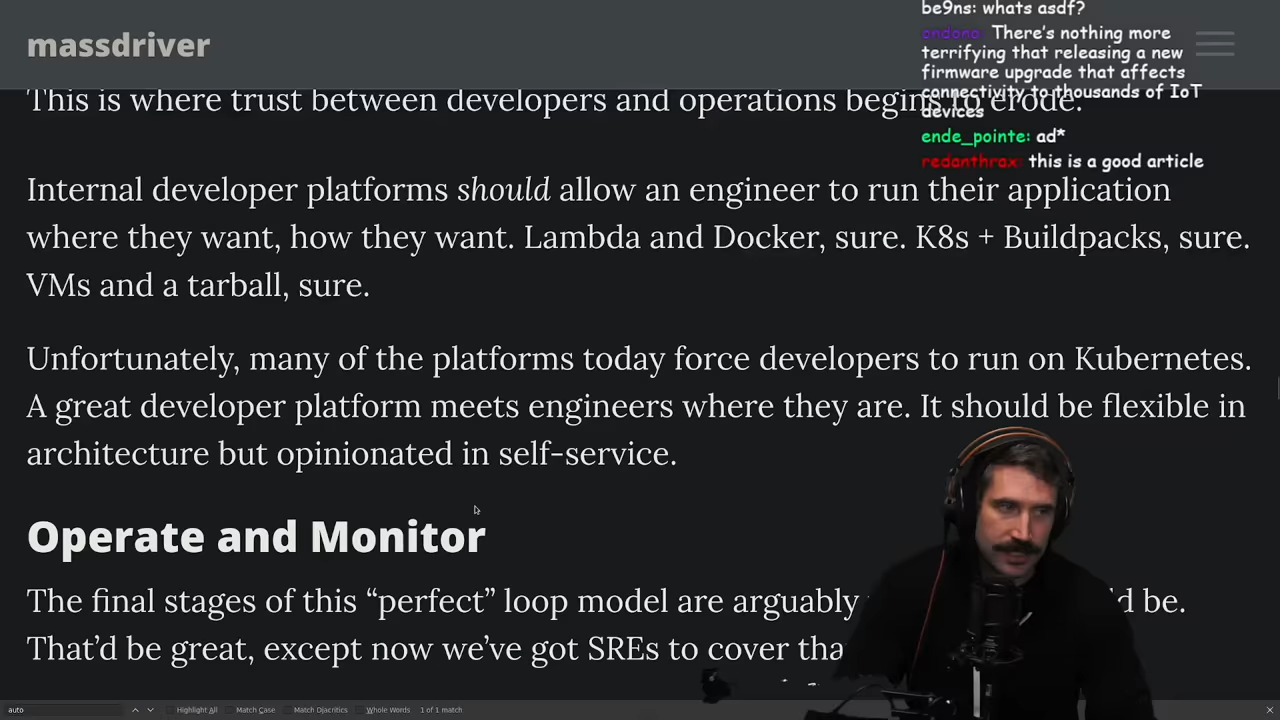 massdriver
be9ns: whats asdf?
ondono: There's nothing more
terrifying that releasing a new
firmware upgrade that affects
connectivity to thousands of IoT
devices
ende_pointe: ad*
redanthrax: this is a good article
This is where trust between developers and operations begins to erode.
Internal developer platforms should allow an engineer to run their application
where they want, how they want. Lambda and Docker, sure. K8s + Buildpacks, sure.
VMs and a tarball, sure.
Unfortunately, many of the platforms today force developers to run on Kubernetes.
A great developer platform meets engineers where they are. It should be flexible in
architecture but opinionated in self-service.
Operate and Monitor
The final stages of this “perfect” loop model are arguably be.
That’d be great, except now we’ve got SREs to cover
auto Highlight All Match Case Match Diacritics Whole Words 1 of 1 match